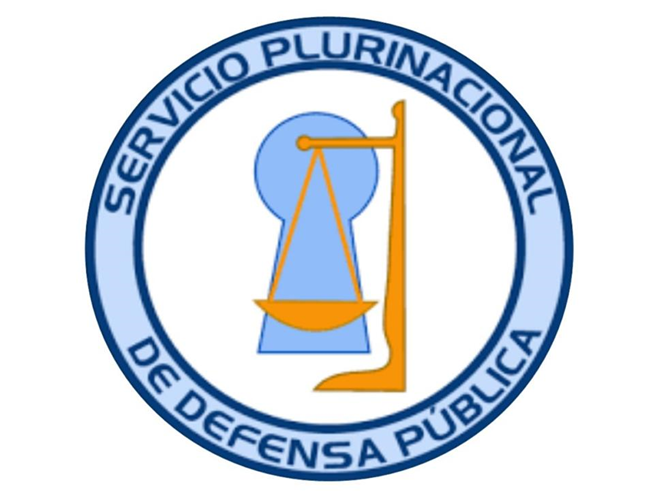 SERVICIO PLURINACIONAL
DE DEFENSA PÚBLICA